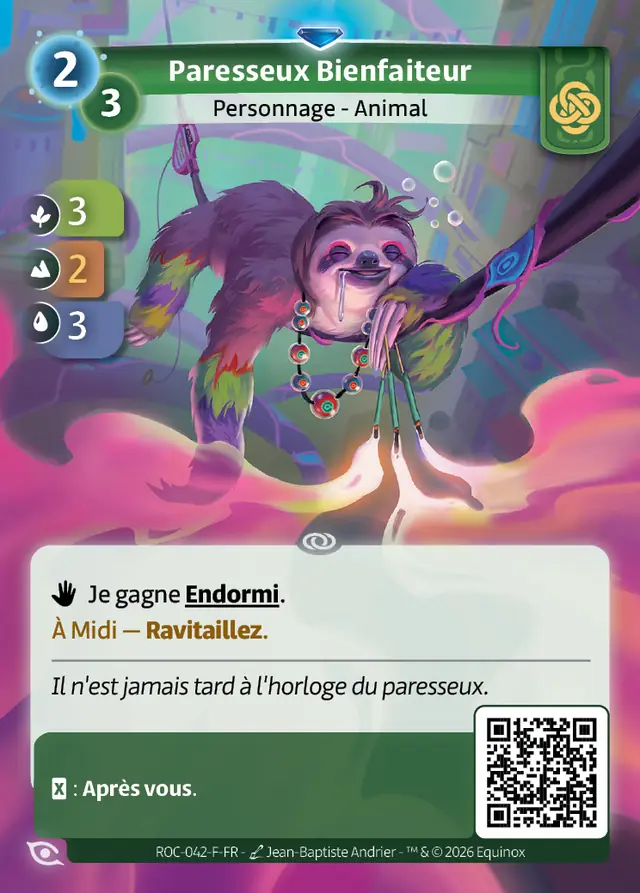 2
3
Paresseux Bienfaiteur
Personnage - Animal
3
2
3
Je gagne Endormi.
À Midi — Ravitaillez.
Il n'est jamais tard à l'horloge du paresseux.
X : Après vous.
ROC-042-F-FR - Jean-Baptiste Andrier - ™ & © 2026 Equinox